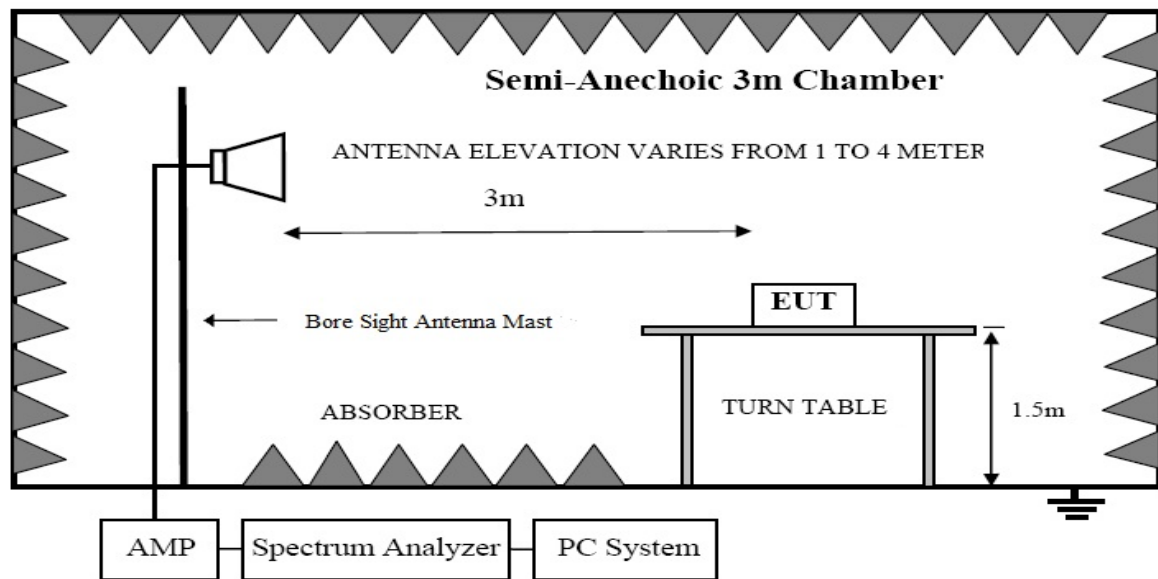 Semi-Anechoic 3m Chamber
ANTENNA ELEVATION VARIES FROM 1 TO 4 METER
3m
EUT
Bore Sight Antenna Mast
ABSORBER
TURN TABLE
1.5m
AMP
Spectrum Analyzer
PC System